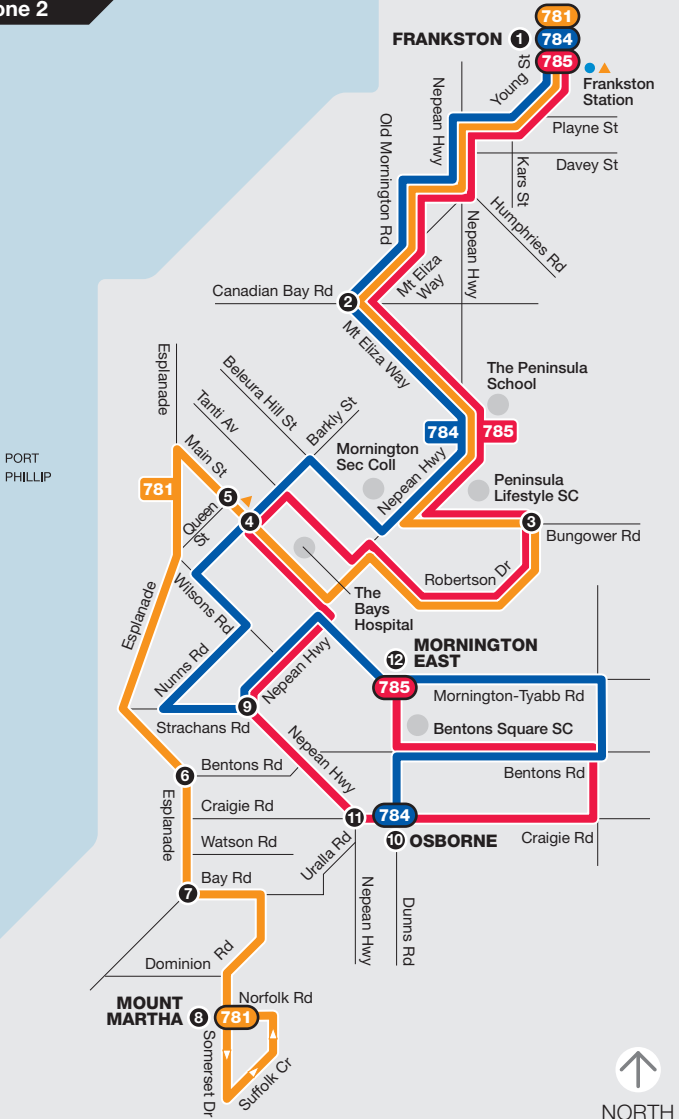 one 2
781
FRANKSTON 1 784
785
Young St
Frankston
Station
Nepean Hwy
Old Mornington Rd
Playne St
Davey St
Kars St
Humphries Rd
Nepean Hwy
Mt Eliza
Way
Canadian Bay Rd
2
Mt Eliza Way
Esplanade
Beleura Hill St
Tanti Av
Barkly St
The Peninsula
School
784
785
Main St
Mornington
Sec Coll
Nepean Hwy
PORT
PHILLIP
781
5
Peninsula
Lifestyle SC
Queen
St
4
3
Bungower Rd
Robertson Dr
Wilsons Rd
The
Bays
Hospital
Esplanade
Nunns Rd
Nepean Hwy
12
MORNINGTON
EAST
785
Mornington-Tyabb Rd
9
Strachans Rd
Bentons Square SC
Nepean Hwy
6
Bentons Rd
Bentons Rd
Esplanade
Craigie Rd
11
784
10 OSBORNE
Craigie Rd
Watson Rd
Uralla Rd
7
Bay Rd
Nepean Hwy
Dunns Rd
Dominion Rd
MOUNT
MARTHA 8 781
Norfolk Rd
Somerset Dr
Suffolk Cr
NORTH